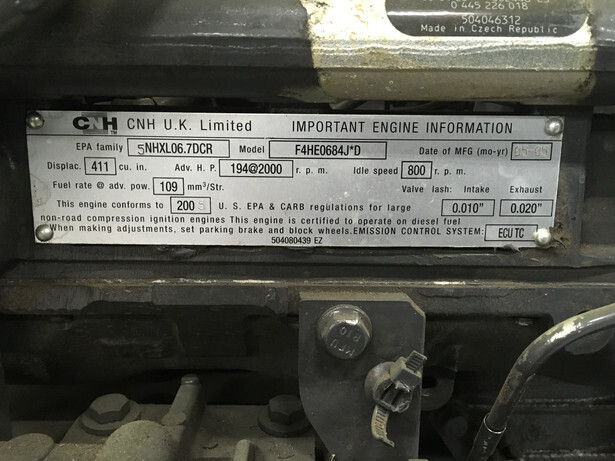 0 445 226 018
504046312
Made in Czech Republic
CNH TM CNH U.K. Limited IMPORTANT ENGINE INFORMATION
EPA family 5NHXL06.7DCR Model F4HE0684J*D Date of MFG (mo-yr)
Displac. 411 cu. in. Adv. H.P. 194@2000 r. p. m. Idle speed 800 r. p. m.
Fuel rate @ adv. pow. 109 mm³/Str. Valve lash: Intake Exhaust
This engine conforms to 2005 U. S. EPA & CARB regulations for large 0.010" 0.020"
non-road compression ignition engines This engine is certified to operate on diesel fuel
When making adjustments, set parking brake and block wheels. EMISSION CONTROL SYSTEM: ECU TC
504080439 EZ